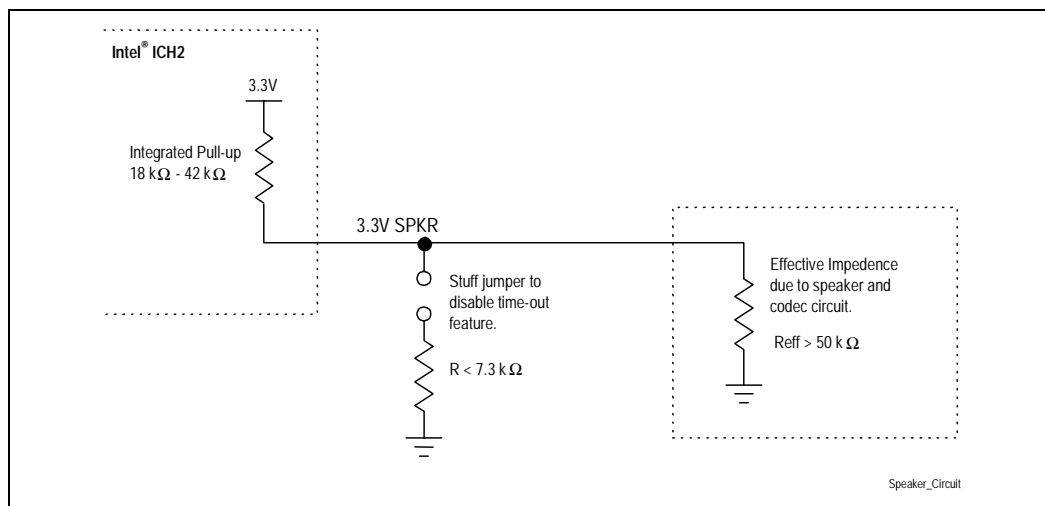 Intel® ICH2
3.3V
Integrated Pull-up
18 kΩ - 42 kΩ
3.3V SPKR
Stuff jumper to
disable time-out
feature.
R < 7.3 kΩ
Effective Impedence
due to speaker and
codec circuit.
Reff > 50 kΩ
Speaker_Circuit